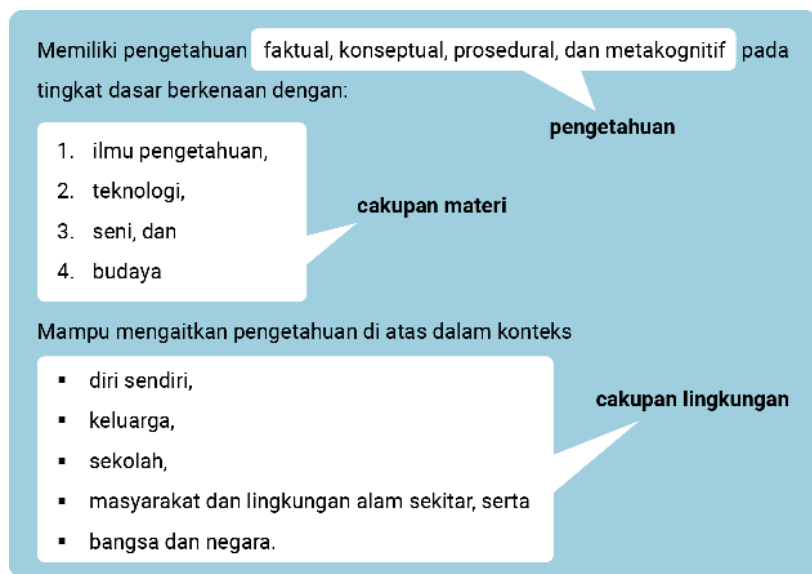 Memiliki pengetahuan faktual, konseptual, prosedural, dan metakognitif pada
tingkat dasar berkenaan dengan:
pengetahuan
1. ilmu pengetahuan,
2. teknologi,
3. seni, dan
4. budaya
cakupan materi
Mampu mengaitkan pengetahuan di atas dalam konteks
▪ diri sendiri,
▪ keluarga,
▪ sekolah,
▪ masyarakat dan lingkungan alam sekitar, serta
▪ bangsa dan negara.
cakupan lingkungan